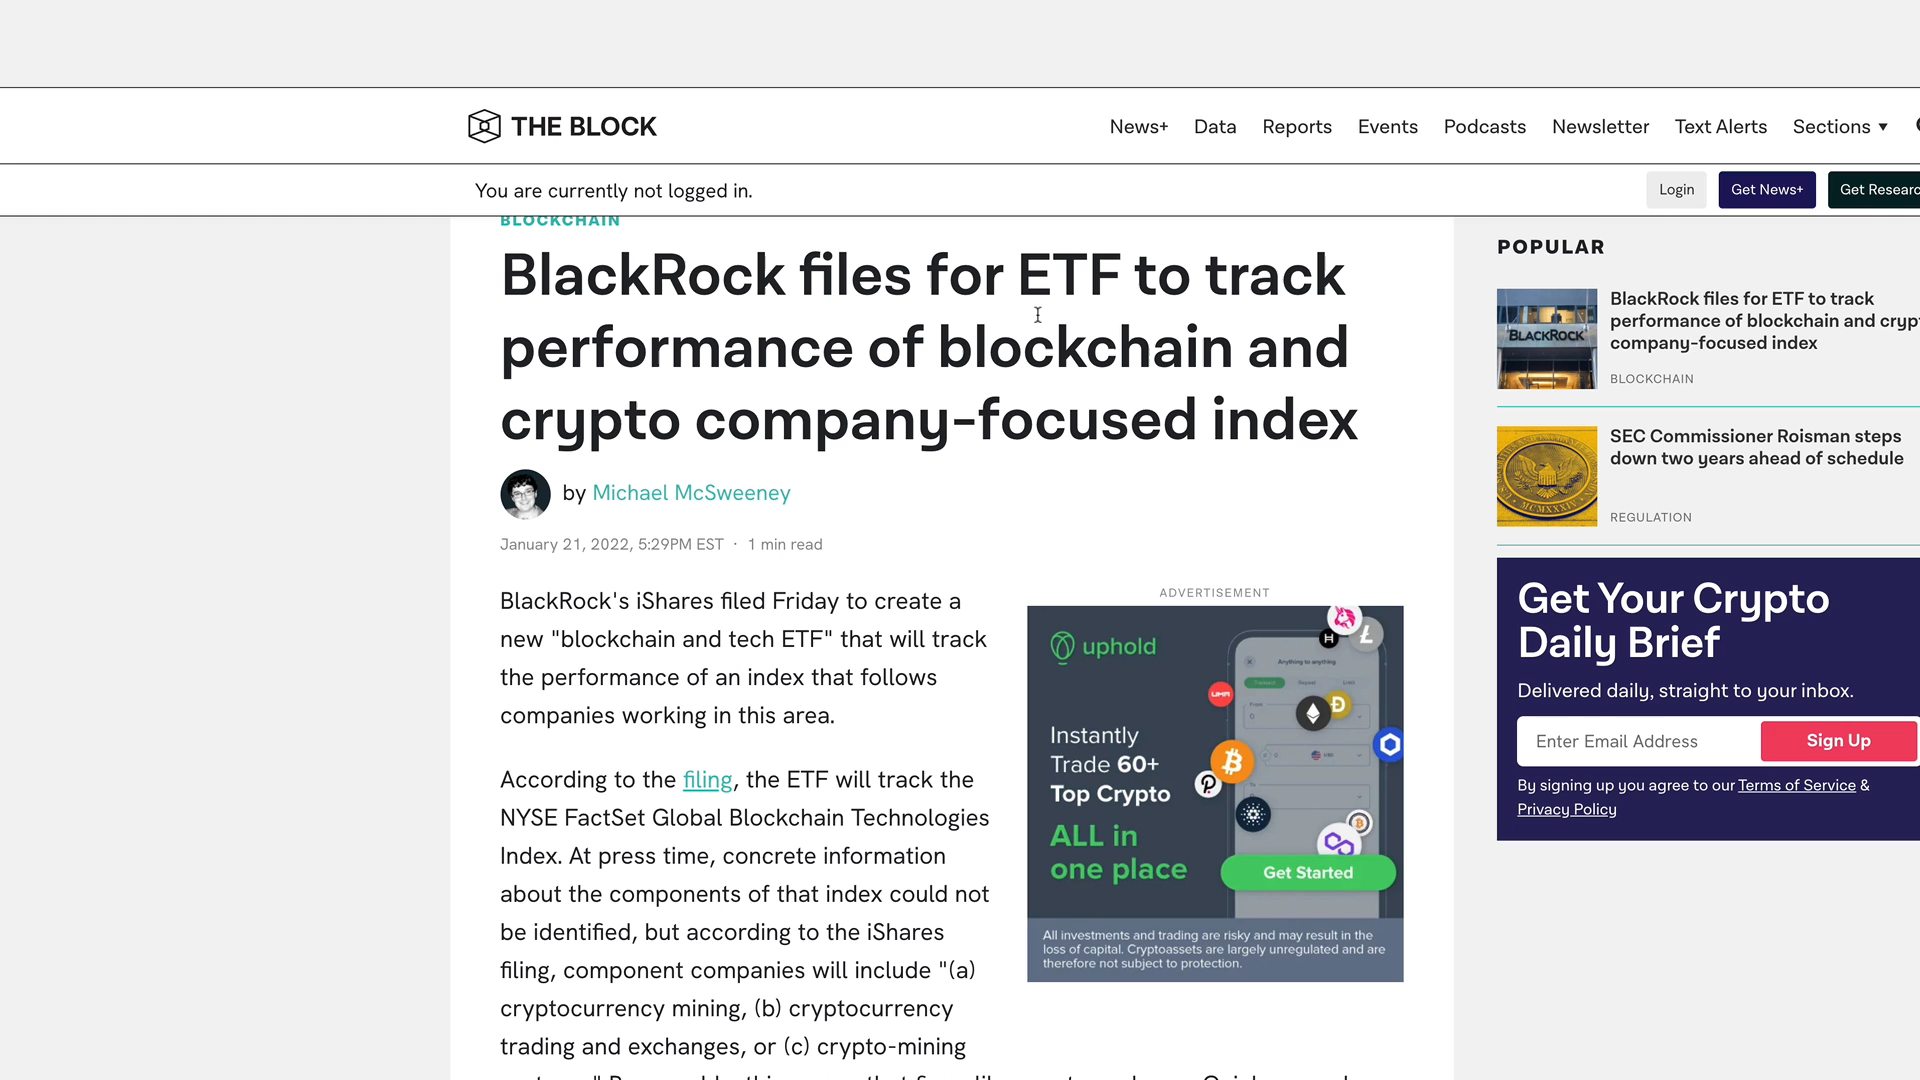 THE BLOCK
News+ Data Reports Events Podcasts Newsletter Text Alerts Sections
You are currently not logged in.
Login Get News+ Get Researc
BLOCKCHAIN
BlackRock files for ETF to track
performance of blockchain and
crypto company-focused index
by Michael McSweeney
January 21, 2022, 5:29PM EST · 1 min read
BlackRock's iShares filed Friday to create a
new "blockchain and tech ETF" that will track
the performance of an index that follows
companies working in this area.
According to the filing, the ETF will track the
NYSE FactSet Global Blockchain Technologies
Index. At press time, concrete information
about the components of that index could not
be identified, but according to the iShares
filing, component companies will include "(a)
cryptocurrency mining, (b) cryptocurrency
trading and exchanges, or (c) crypto-mining
ADVERTISEMENT
uphold
Anything to anything
Instantly
Trade 60+
Top Crypto
ALL in
one place
Get Started
All investments and trading are risky and may result in the
loss of capital. Cryptoassets are largely unregulated and are
therefore not subject to protection.
POPULAR
BLACKROCK
BlackRock files for ETF to track
performance of blockchain and cryp
company-focused index
BLOCKCHAIN
SEC Commissioner Roisman steps
down two years ahead of schedule
MCMXXXIV
REGULATION
Get Your Crypto
Daily Brief
Delivered daily, straight to your inbox.
Enter Email Address Sign Up
By signing up you agree to our Terms of Service &
Privacy Policy